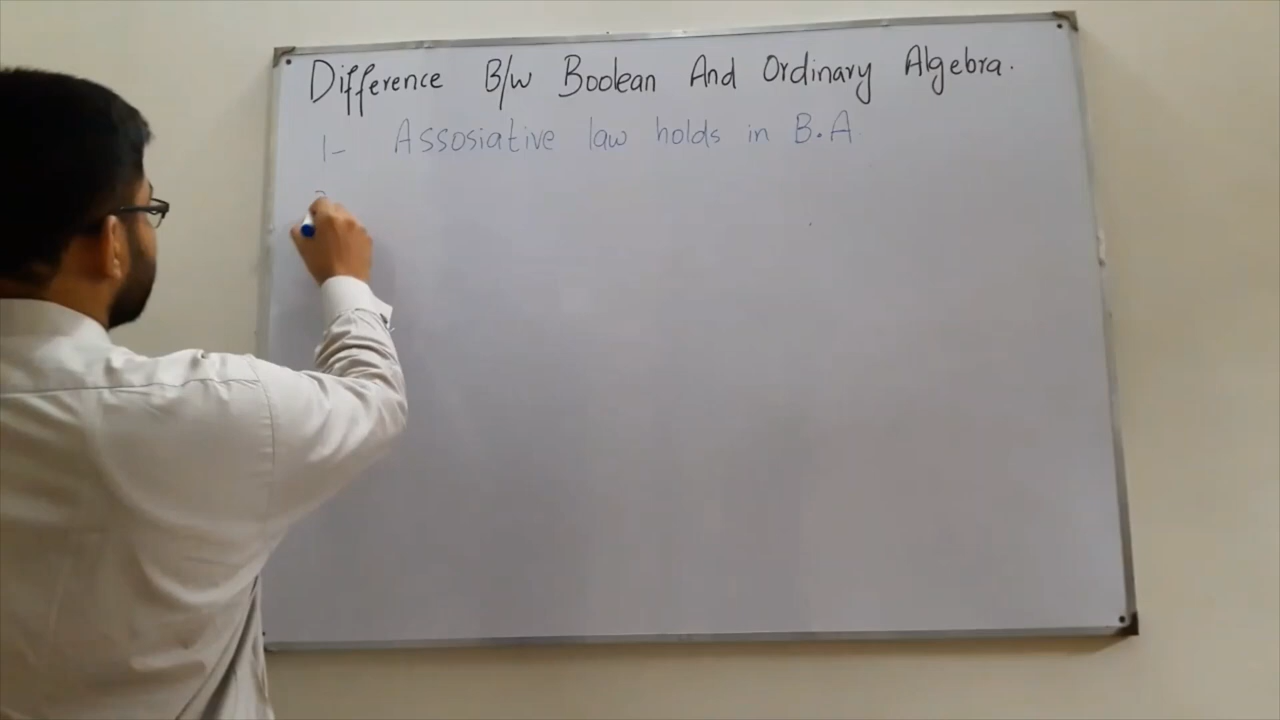 Difference B/w Boolean And Ordinary Algebra.
1- Assosiative law holds in B.A